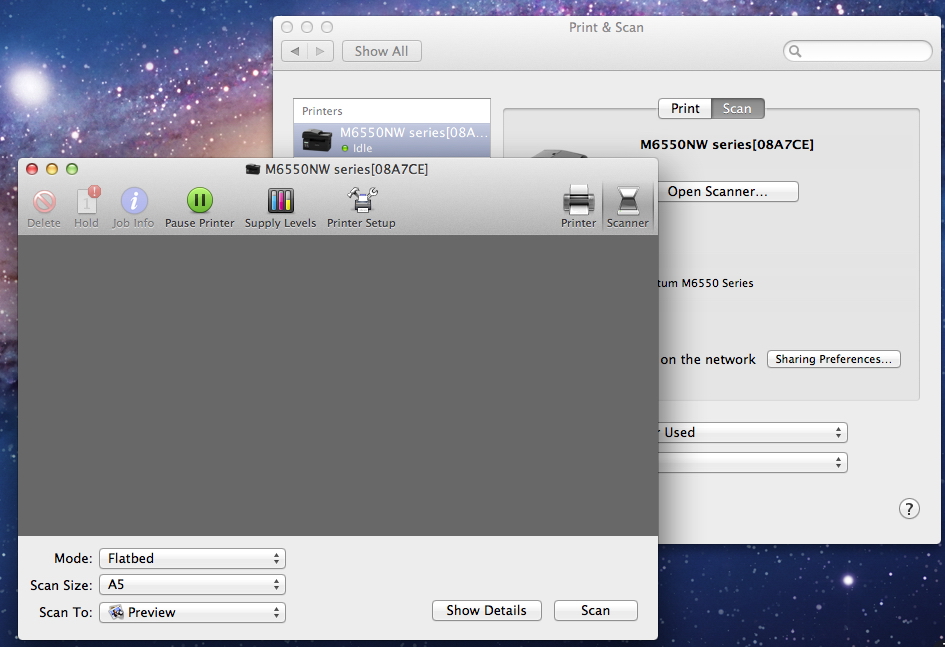 Print & Scan
Show All
Printers
M6550NW series[08A...
Idle
Print Scan
M6550NW series[08A7CE]
Open Scanner...
tum M6550 Series
on the network Sharing Preferences...
r Used
?
M6550NW series[08A7CE]
Delete Hold Job Info Pause Printer Supply Levels Printer Setup Printer Scanner
Mode: Flatbed
Scan Size: A5
Scan To: Preview
Show Details Scan